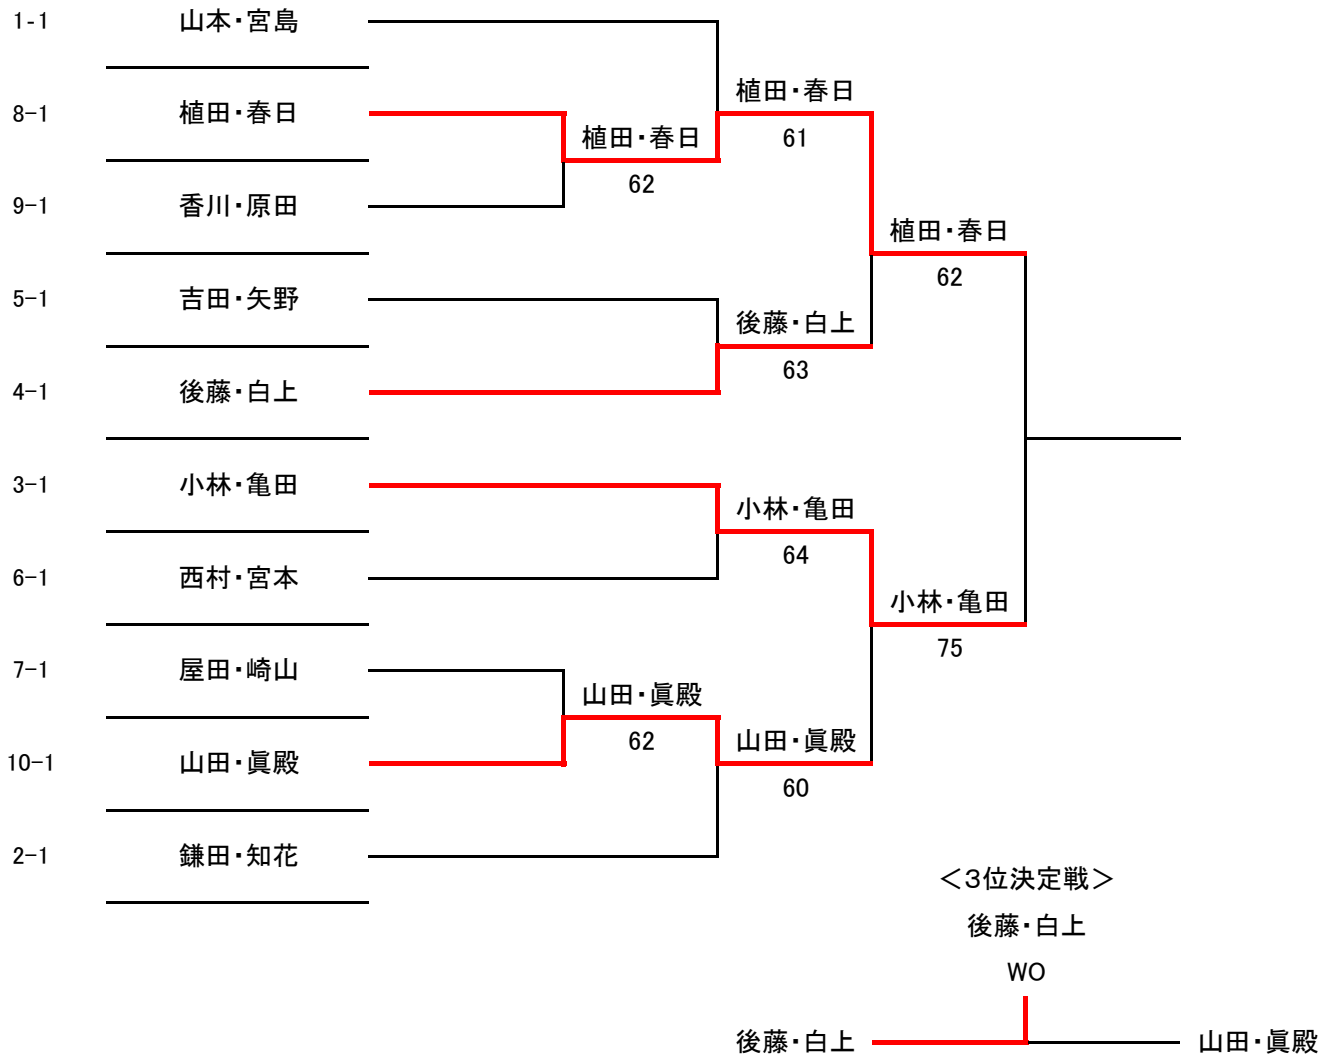 1-1 山本・宮島
植田・春日
8-1 植田・春日
植田・春日 61
62
9-1 香川・原田
植田・春日
62
5-1 吉田・矢野
後藤・白上
63
4-1 後藤・白上
3-1 小林・亀田
小林・亀田
64
6-1 西村・宮本
小林・亀田
75
7-1 屋田・崎山
山田・眞殿
62
山田・眞殿
10-1 山田・眞殿
60
2-1 鎌田・知花
＜3位決定戦＞
後藤・白上
WO
後藤・白上 山田・眞殿